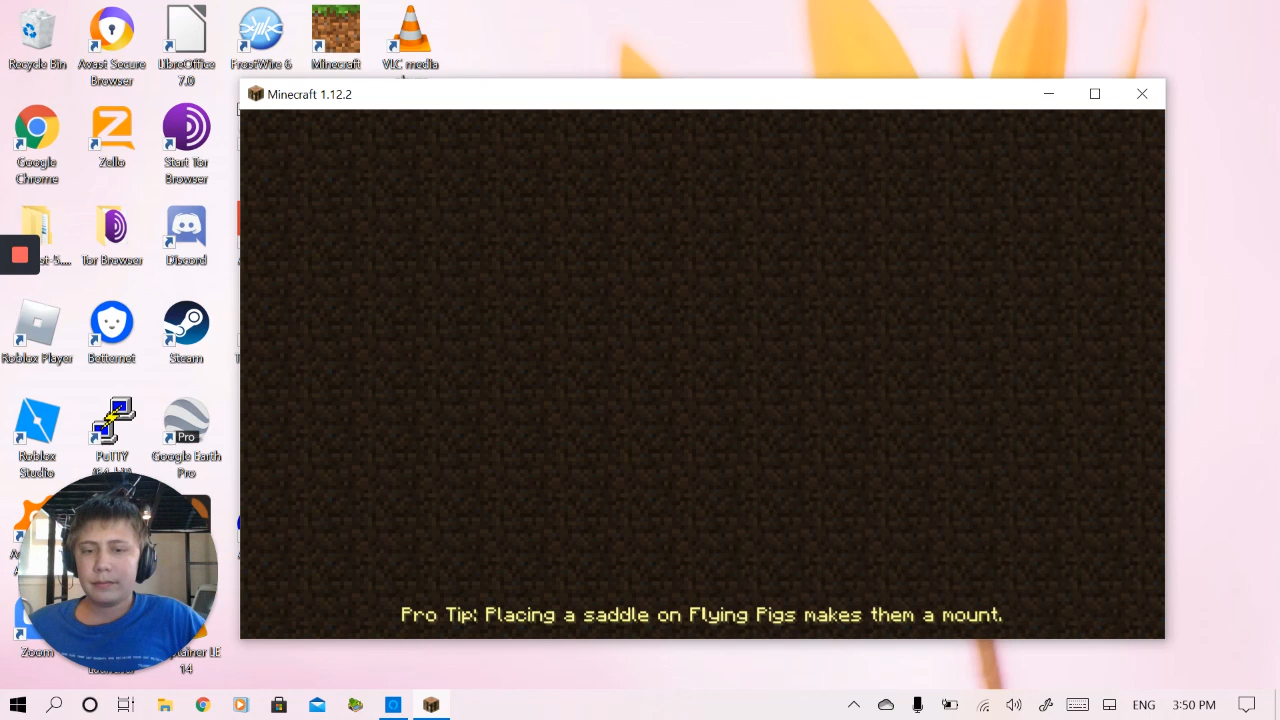 Recycle Bin
Avast Secure
Browser
LibreOffice
7.0
FrostWire 6
Minecraft
VLC media
Minecraft 1.12.2
Google
Chrome
Zello
Start Tor
Browser
Tor Browser
Discord
Roblox Player
Betternet
Steam
Roblox
Studio
PuTTY
Pro
Google Earth
Pro
Pro Tip: Placing a saddle on Flying Pigs makes them a mount.
Zoom
14
ENG
3:50 PM